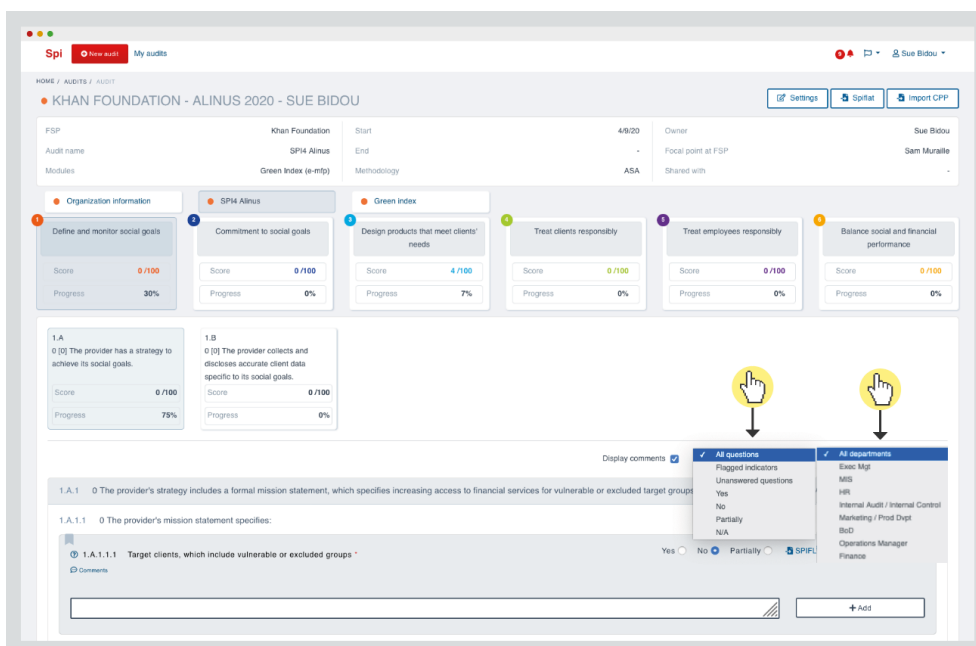 Spi
New audit
My audits
9
Sue Bidou
HOME / AUDITS / AUDIT
KHAN FOUNDATION - ALINUS 2020 - SUE BIDOU
Settings
Spiflat
Import CPP
FSP Khan Foundation Start 4/9/20 Owner Sue Bidou
Audit name SPI4 Alinus End - Focal point at FSP Sam Muraille
Modules Green Index (e-mfp) Methodology ASA Shared with -
Organization information
SPI4 Alinus
Green index
1
Define and monitor social goals
Score 0 /100
Progress 30%
2
Commitment to social goals
Score 0 /100
Progress 0%
3
Design products that meet clients'
needs
Score 4 /100
Progress 7%
4
Treat clients responsibly
Score 0 /100
Progress 0%
5
Treat employees responsibly
Score 0 /100
Progress 0%
6
Balance social and financial
performance
Score 0 /100
Progress 0%
1.A
0 [0] The provider has a strategy to
achieve its social goals.
Score 0 /100
Progress 75%
1.B
0 [0] The provider collects and
discloses accurate client data
specific to its social goals.
Score 0 /100
Progress 0%
Display comments
✓ All questions
Flagged indicators
Unanswered questions
Yes
No
Partially
N/A
✓ All departments
Exec Mgt
MIS
HR
Internal Audit / Internal Control
Marketing / Prod Dvpt
BoD
Operations Manager
Finance
1.A.1 0 The provider's strategy includes a formal mission statement, which specifies increasing access to financial services for vulnerable or excluded target groups
1.A.1.1 0 The provider's mission statement specifies:
1.A.1.1.1 Target clients, which include vulnerable or excluded groups *
Yes No Partially
Comments
+ Add